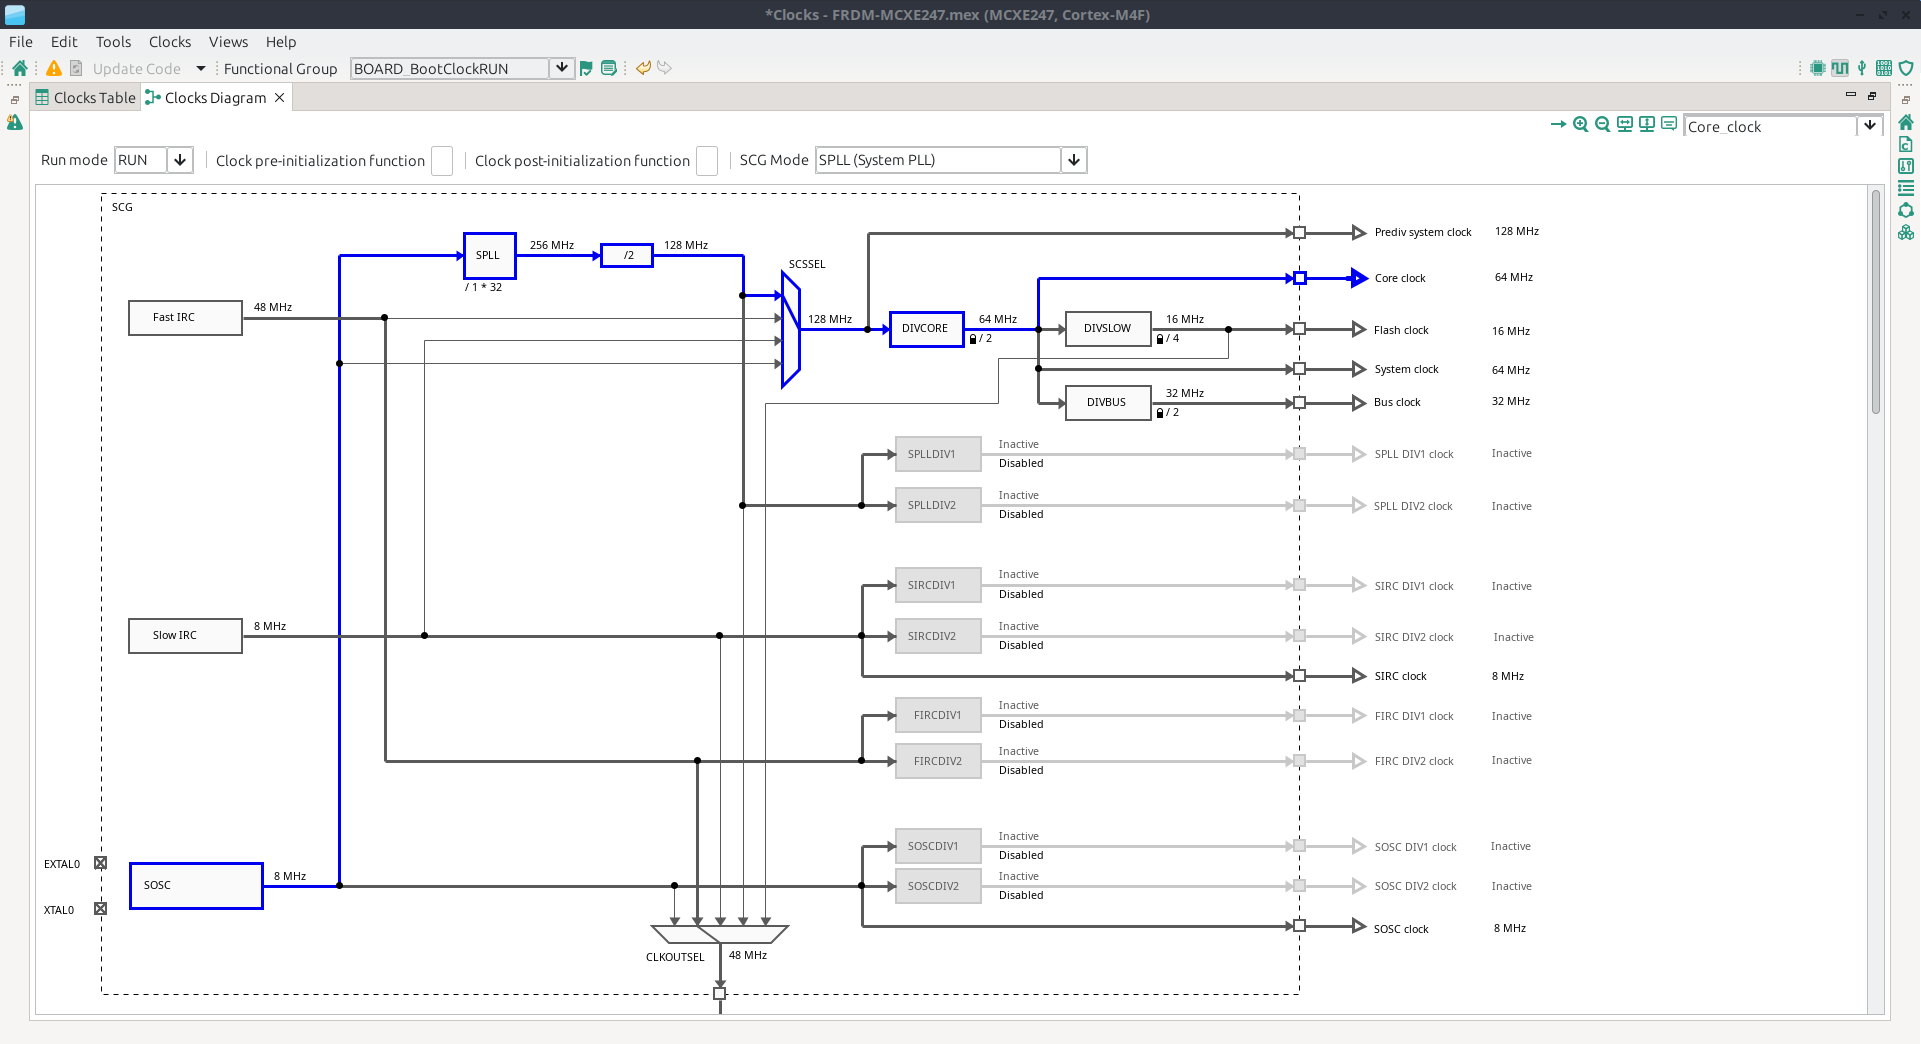 *Clocks - FRDM-MCXE247.mex (MCXE247, Cortex-M4F)
File Edit Tools Clocks Views Help
Update Code Functional Group BOARD_BootClockRUN
Clocks Table Clocks Diagram
Core_clock
Run mode RUN Clock pre-initialization function Clock post-initialization function SCG Mode SPLL (System PLL)
SCG
SPLL 256 MHz /2 128 MHz
/ 1 * 32
SCSSEL
Prediv system clock 128 MHz
Core clock 64 MHz
Fast IRC 48 MHz
128 MHz DIVCORE 64 MHz
/ 2
DIVSLOW 16 MHz
/ 4
Flash clock 16 MHz
System clock 64 MHz
DIVBUS 32 MHz
/ 2
Bus clock 32 MHz
SPLLDIV1 Inactive
Disabled
SPLL DIV1 clock Inactive
SPLLDIV2 Inactive
Disabled
SPLL DIV2 clock Inactive
SIRCDIV1 Inactive
Disabled
SIRC DIV1 clock Inactive
Slow IRC 8 MHz
SIRCDIV2 Inactive
Disabled
SIRC DIV2 clock Inactive
SIRC clock 8 MHz
FIRCDIV1 Inactive
Disabled
FIRC DIV1 clock Inactive
FIRCDIV2 Inactive
Disabled
FIRC DIV2 clock Inactive
SOSCDIV1 Inactive
Disabled
SOSC DIV1 clock Inactive
EXTAL0
SOSC 8 MHz
XTAL0
SOSCDIV2 Inactive
Disabled
SOSC DIV2 clock Inactive
SOSC clock 8 MHz
CLKOUTSEL 48 MHz